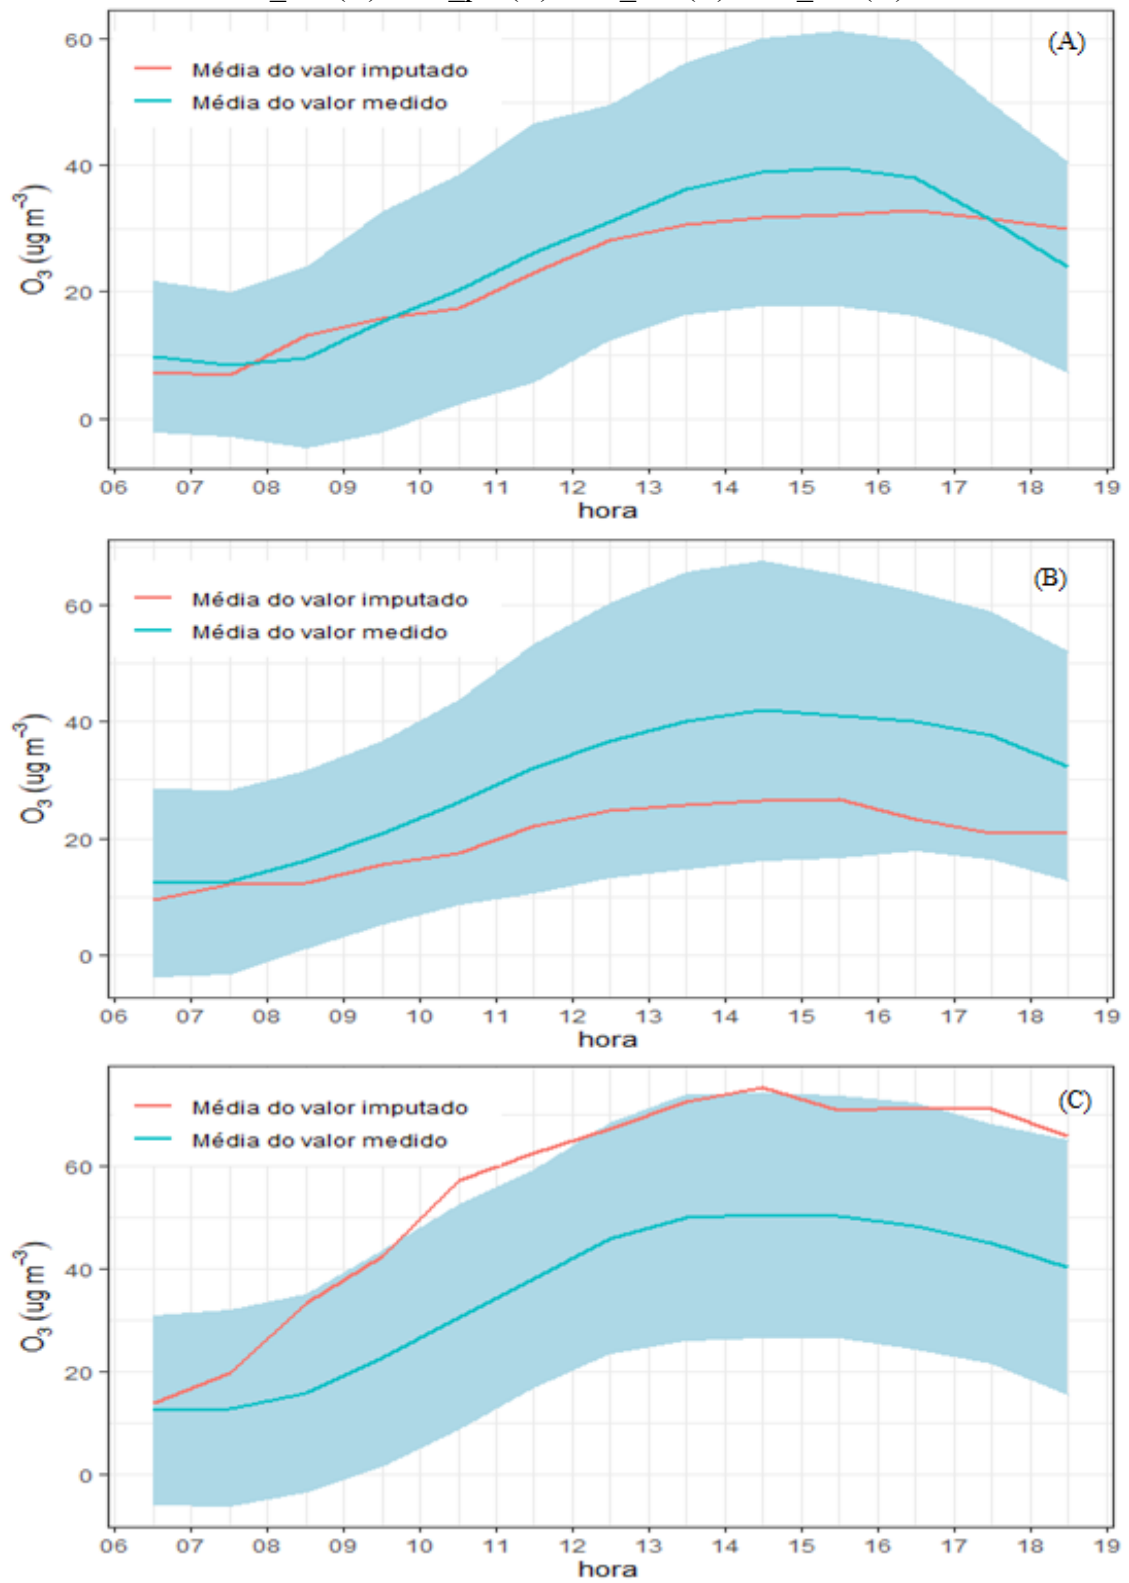 (A)
Média do valor imputado
Média do valor medido
O₃ (ug m⁻³)
60
40
20
0
06 07 08 09 10 11 12 13 14 15 16 17 18 19
hora
(B)
Média do valor imputado
Média do valor medido
O₃ (ug m⁻³)
60
40
20
0
06 07 08 09 10 11 12 13 14 15 16 17 18 19
hora
(C)
Média do valor imputado
Média do valor medido
O₃ (ug m⁻³)
60
40
20
0
06 07 08 09 10 11 12 13 14 15 16 17 18 19
hora